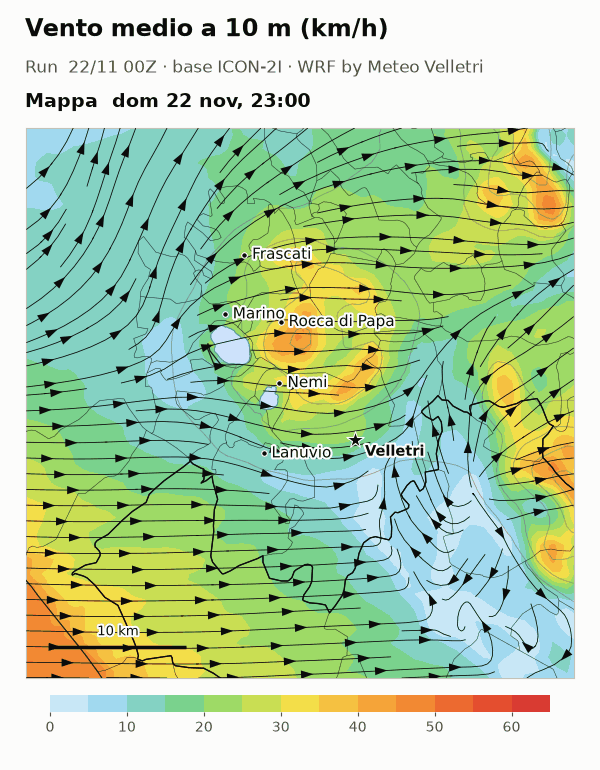 Vento medio a 10 m (km/h)
Run  22/11 00Z · base ICON-2I · WRF by Meteo Velletri
Mappa  dom 22 nov, 23:00
Frascati
Marino
Rocca di Papa
Nemi
Velletri
Lanuvio
10 km
0 10 20 30 40 50 60